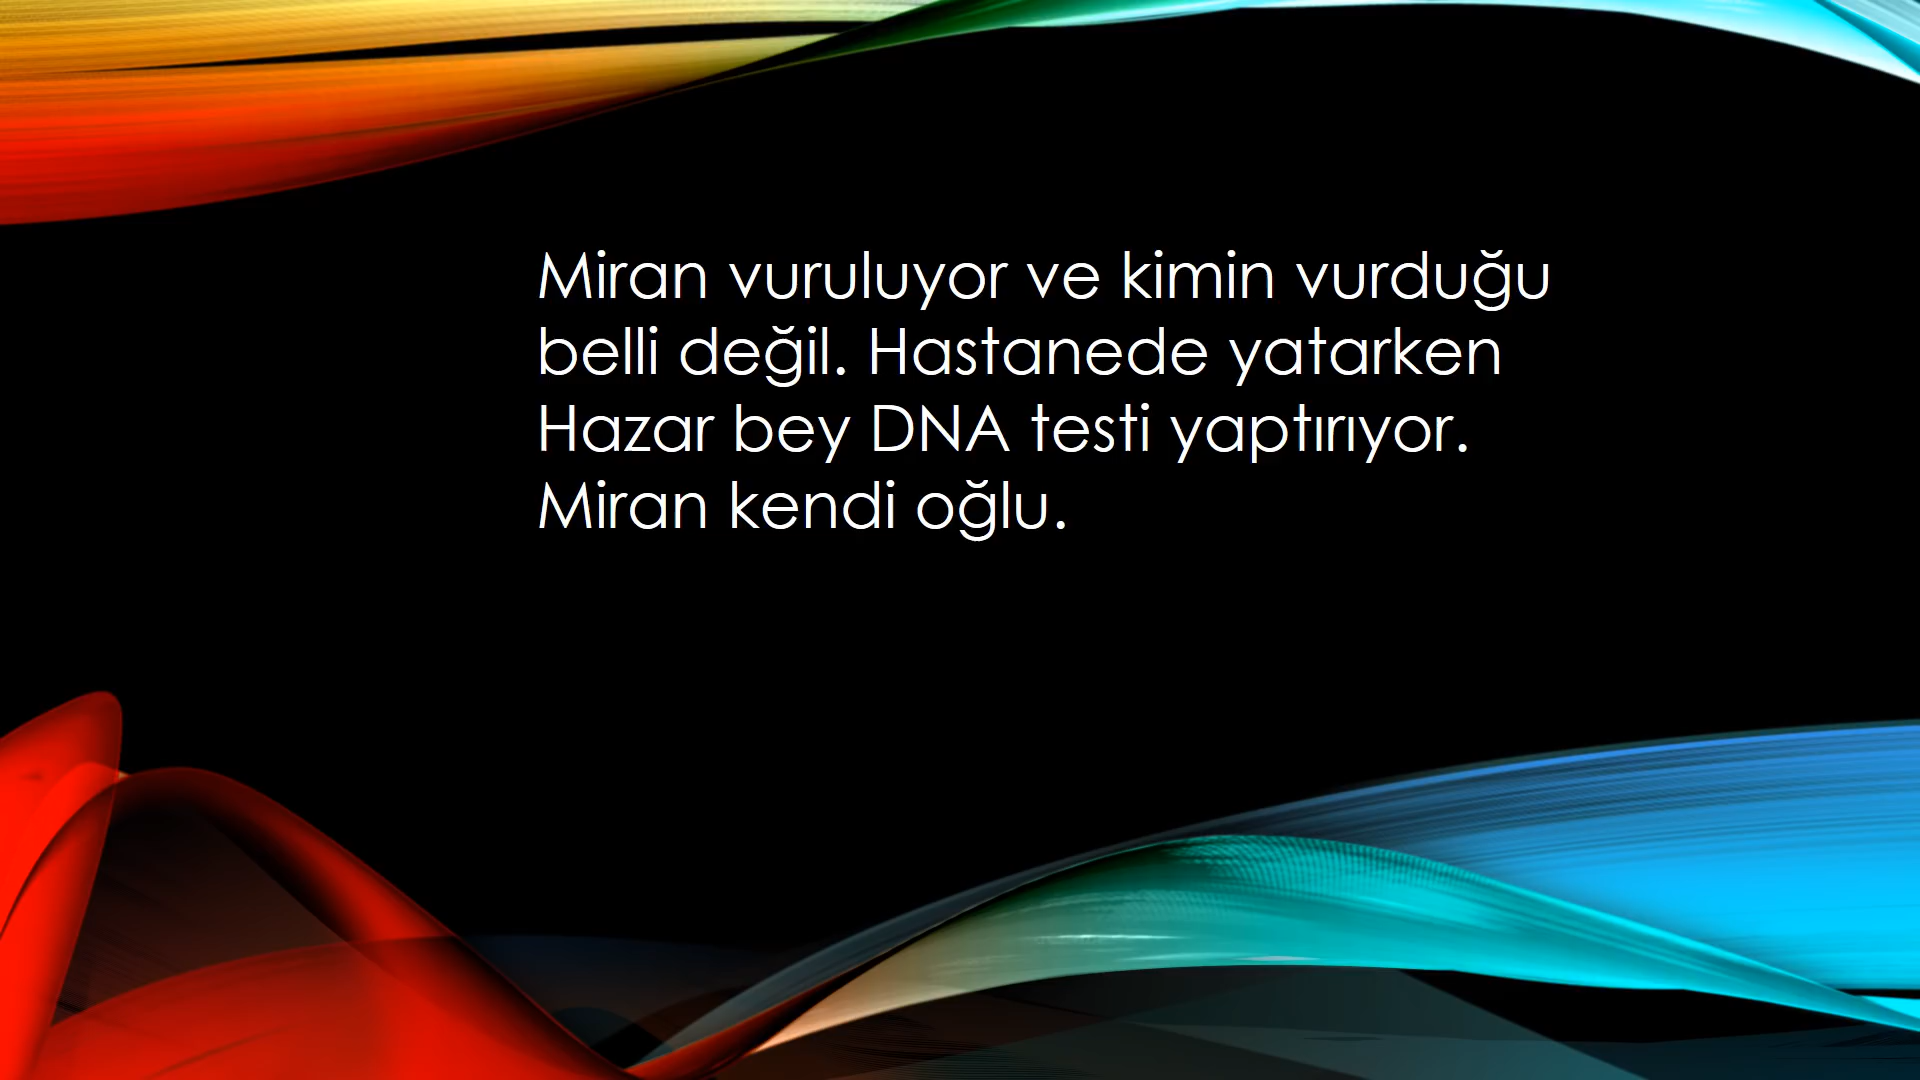 Miran vuruluyor ve kimin vurduğu
belli değil. Hastanede yatarken
Hazar bey DNA testi yaptırıyor.
Miran kendi oğlu.